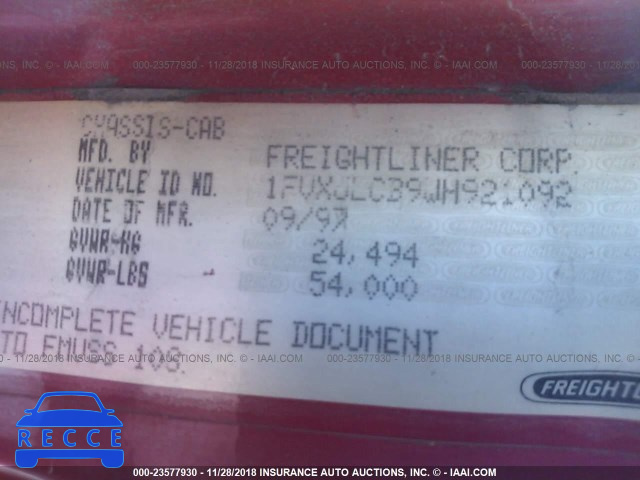 000-23577930 - 11/28/2018 INSURANCE AUTO AUCTIONS, INC. - © IAAI.COM
CHASSIS-CAB
MFD. BY FREIGHTLINER CORP.
VEHICLE ID NO. 1FVXJLCB9WH921092
DATE OF MFR. 09/97
GVWR-KG 24,494
GVWR-LBS 54,000
INCOMPLETE VEHICLE DOCUMENT
TO FMVSS 108.
000-23577930 - 11/28/2018 INSURANCE AUTO AUCTIONS, INC. - © IAAI.COM
FREIGHTL
RECCE
000-23577930 - 11/28/2018 INSURANCE AUTO AUCTIONS, INC. - © IAAI.COM